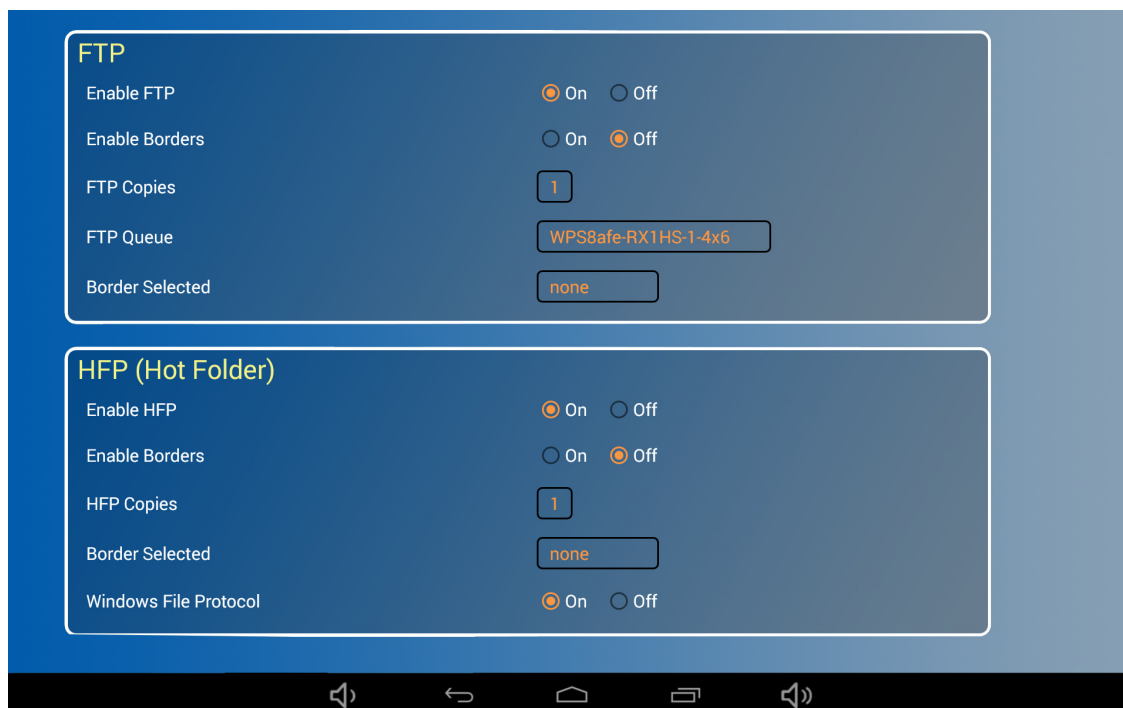 FTP
Enable FTP On Off
Enable Borders On Off
FTP Copies 1
FTP Queue WPS8afe-RX1HS-1-4x6
Border Selected none
HFP (Hot Folder)
Enable HFP On Off
Enable Borders On Off
HFP Copies 1
Border Selected none
Windows File Protocol On Off